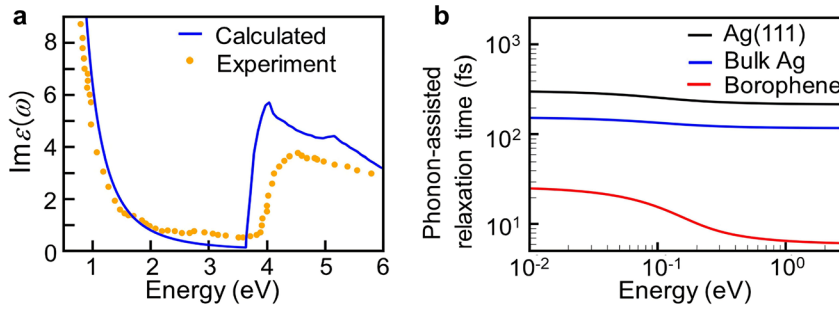 a
Calculated
Experiment
Imε(ω)
8
6
4
2
0
1 2 3 4 5 6
Energy (eV)
b
Ag(111)
Bulk Ag
Borophene
Phonon-assisted
relaxation time (fs)
10³
10²
10¹
10⁻² 10⁻¹ 10⁰
Energy (eV)